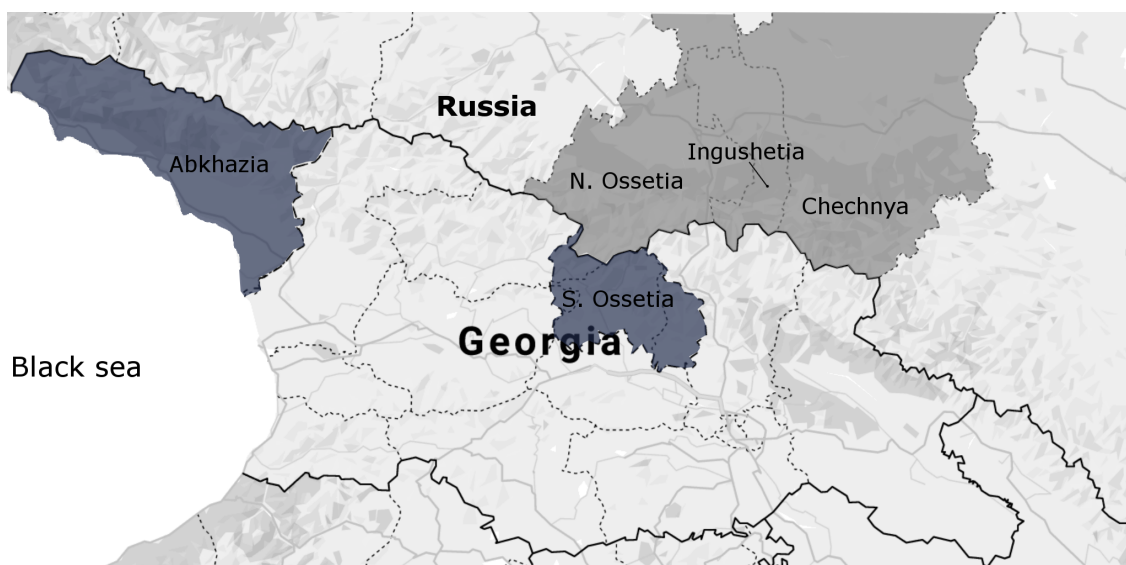 Russia
Abkhazia
Ingushetia
N. Ossetia
Chechnya
S. Ossetia
Georgia
Black sea